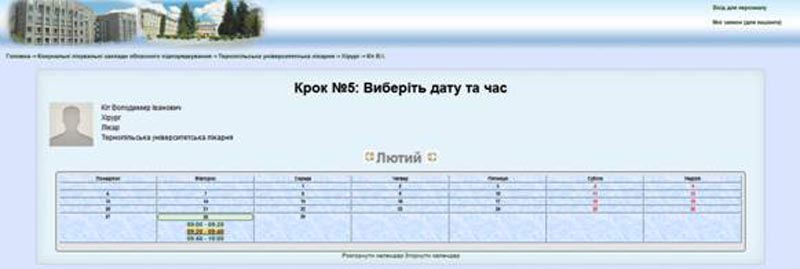 Вхід для персоналу
Мої записи (для пацієнта)
Головна -> Комунальні лікувальні заклади обласного підпорядкування -> Тернопільська університетська лікарня -> Хірург -> Кіт В.І.
Крок №5: Виберіть дату та час
Кіт Володимир Іванович
Хірург
Лікар
Тернопільська університетська лікарня
Лютий
Понеділок Вівторок Середа Четвер П'ятниця Субота Неділя
1 2 3 4 5
6 7 8 9 10 11 12
13 14 15 16 17 18 19
20 21 22 23 24 25 26
27 28 29
09:00 - 09:20
09:20 - 09:40
09:40 - 10:00
Розгорнути календар Згорнути календар